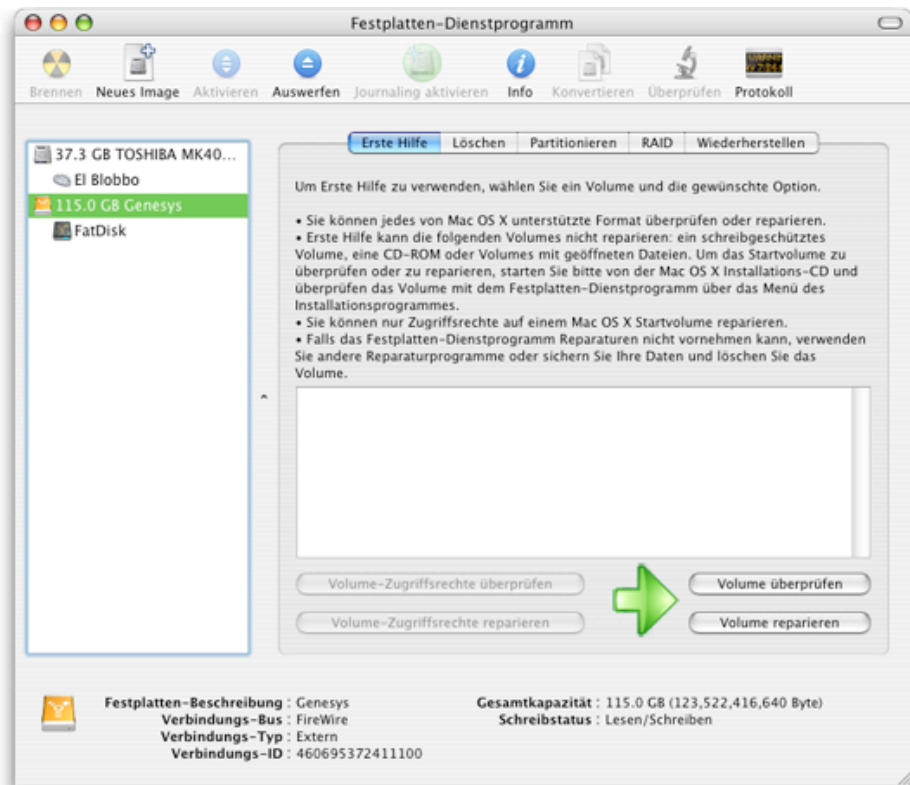 Festplatten-Dienstprogramm
Brennen Neues Image Aktivieren Auswerfen Journaling aktivieren Info Konvertieren Überprüfen Protokoll
37.3 GB TOSHIBA MK40...
El Blobbo
115.0 GB Genesys
FatDisk
Erste Hilfe Löschen Partitionieren RAID Wiederherstellen
Um Erste Hilfe zu verwenden, wählen Sie ein Volume und die gewünschte Option.
• Sie können jedes von Mac OS X unterstützte Format überprüfen oder reparieren.
• Erste Hilfe kann die folgenden Volumes nicht reparieren: ein schreibgeschütztes
Volume, eine CD-ROM oder Volumes mit geöffneten Dateien. Um das Startvolume zu
überprüfen oder zu reparieren, starten Sie bitte von der Mac OS X Installations-CD und
überprüfen das Volume mit dem Festplatten-Dienstprogramm über das Menü des
Installationsprogrammes.
• Sie können nur Zugriffsrechte auf einem Mac OS X Startvolume reparieren.
• Falls das Festplatten-Dienstprogramm Reparaturen nicht vornehmen kann, verwenden
Sie andere Reparaturprogramme oder sichern Sie Ihre Daten und löschen Sie das
Volume.
Volume-Zugriffsrechte überprüfen Volume überprüfen
Volume-Zugriffsrechte reparieren Volume reparieren
Festplatten-Beschreibung : Genesys Gesamtkapazität : 115.0 GB (123,522,416,640 Byte)
Verbindungs-Bus : FireWire Schreibstatus : Lesen/Schreiben
Verbindungs-Typ : Extern
Verbindungs-ID : 460695372411100